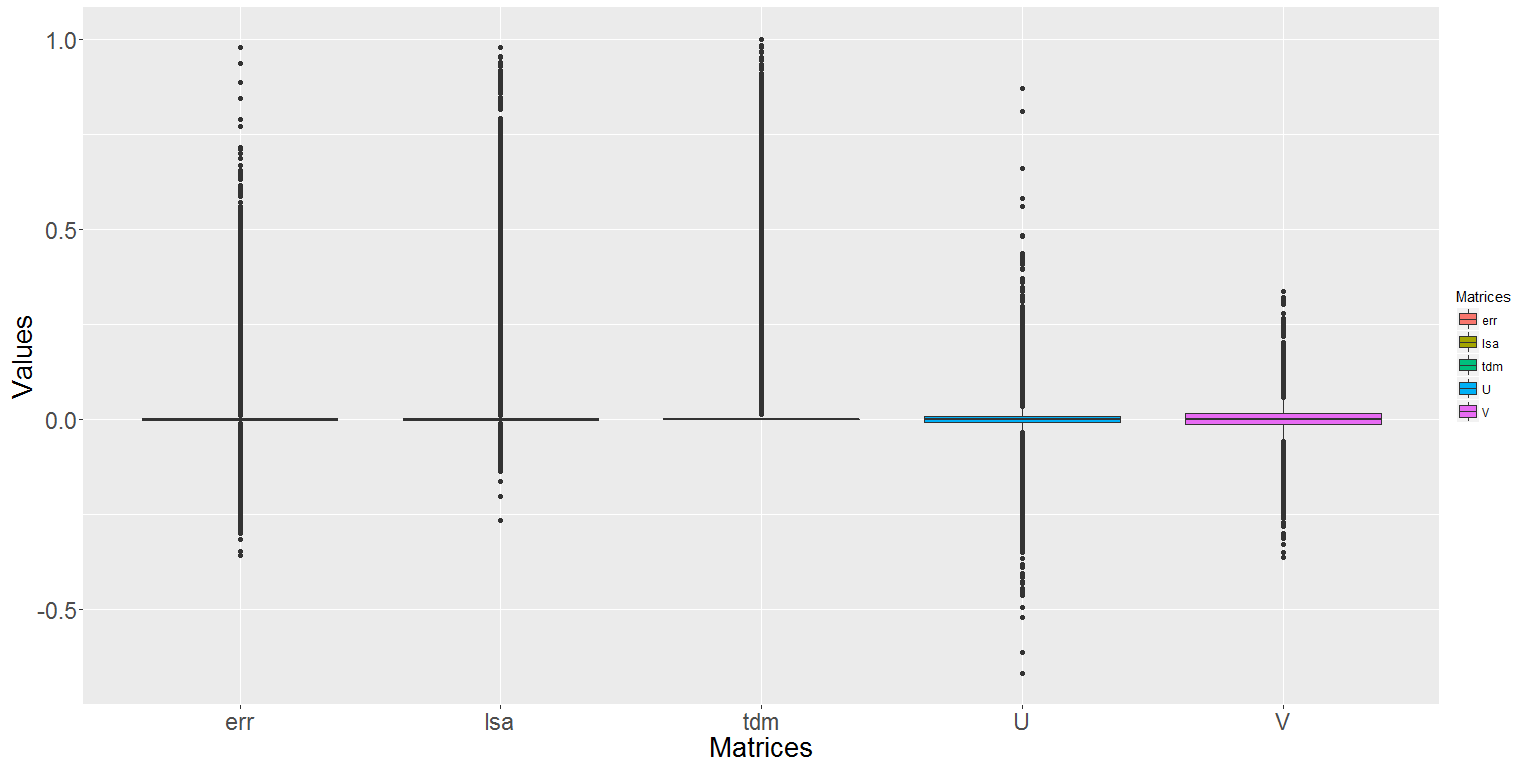 Values
1.0
0.5
0.0
-0.5
err lsa tdm U V
Matrices
Matrices
err
lsa
tdm
U
V